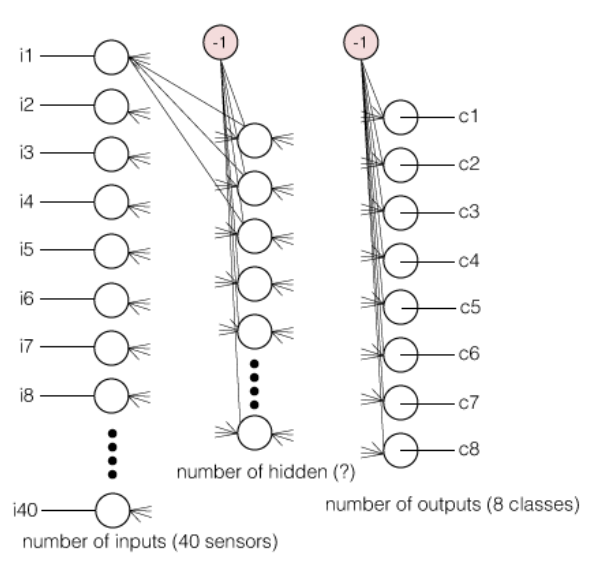 -1
-1
i1
i2
i3
i4
i5
i6
i7
i8
i40
c1
c2
c3
c4
c5
c6
c7
c8
number of hidden (?)
number of outputs (8 classes)
number of inputs (40 sensors)